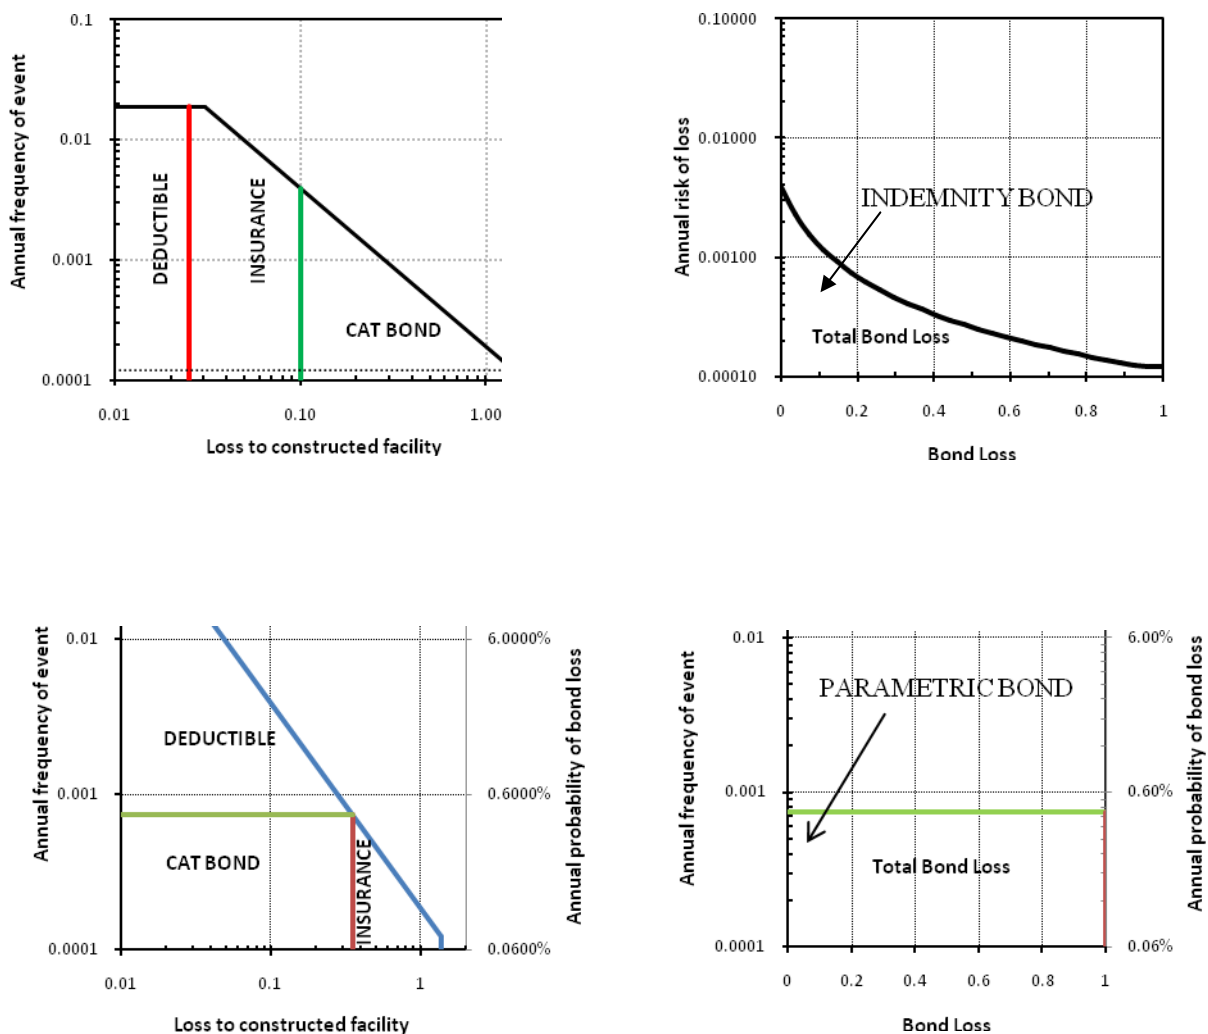 0.1
0.01
0.001
0.0001
0.01
0.10
1.00
Annual frequency of event
Loss to constructed facility
DEDUCTIBLE
INSURANCE
CAT BOND
0.10000
0.01000
0.00100
0.00010
0
0.2
0.4
0.6
0.8
1
Annual risk of loss
Bond Loss
INDEMNITY BOND
Total Bond Loss
0.01
0.001
0.0001
0.01
0.1
1
6.0000%
0.6000%
0.0600%
Annual frequency of event
Annual probability of bond loss
Loss to constructed facility
DEDUCTIBLE
CAT BOND
INSURANCE
0.01
0.001
0.0001
0
0.2
0.4
0.6
0.8
1
6.00%
0.60%
0.06%
Annual frequency of event
Annual probability of bond loss
Bond Loss
PARAMETRIC BOND
Total Bond Loss